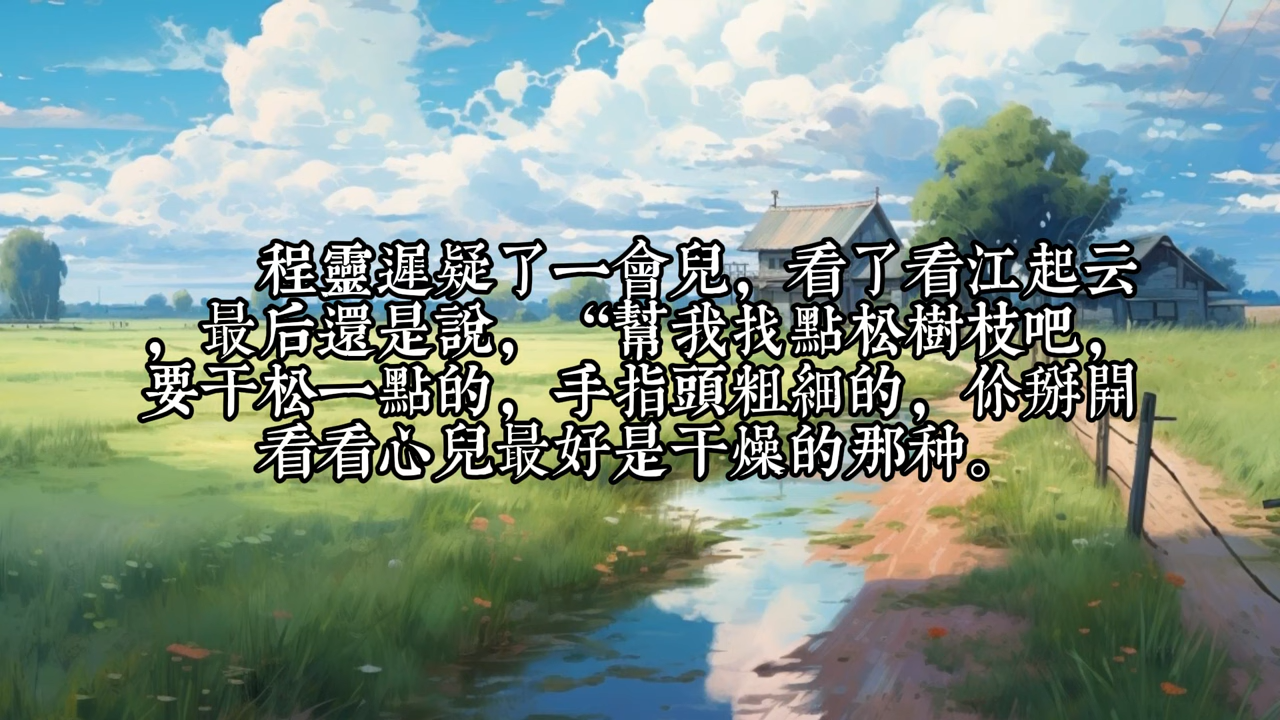 程靈遲疑了一會兒，看了看江起云
，最后還是說，“幫我找點松樹枝吧，
要干松一點的，手指頭粗細的，你掰開
看看心兒最好是干燥的那种。